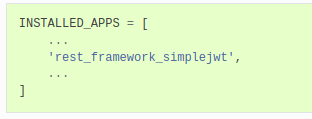 INSTALLED_APPS = [
    ...
    'rest_framework_simplejwt',
    ...
]